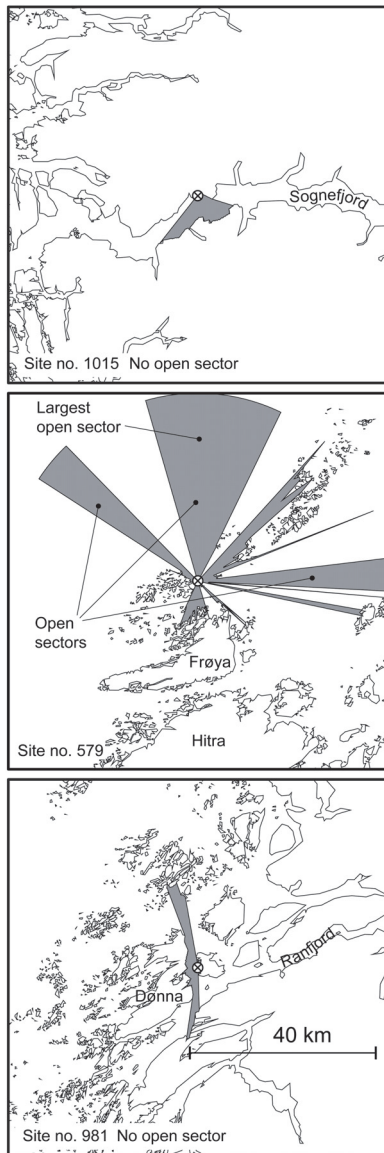 Sognefjord
Site no. 1015 No open sector
Largest
open sector
Open
sectors
Frøya
Hitra
Site no. 579
Ranfjord
Dønna
40 km
Site no. 981 No open sector